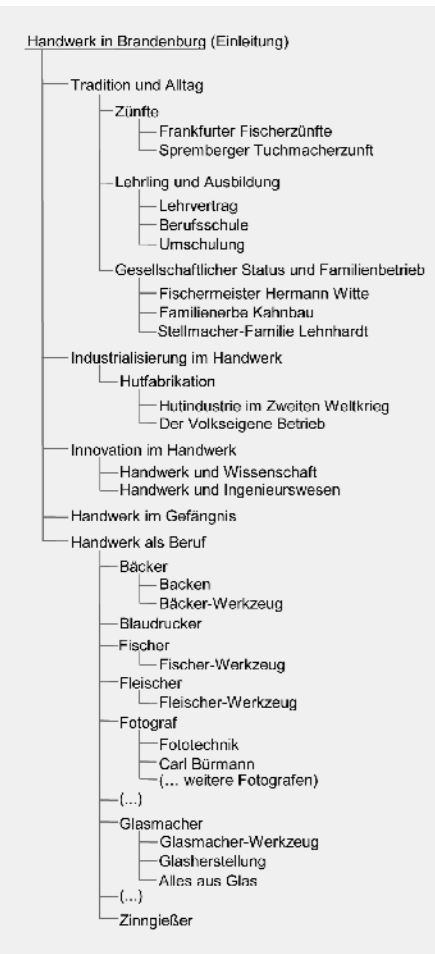 Handwerk in Brandenburg (Einleitung)
Tradition und Alltag
Zünfte
Frankfurter Fischerzünfte
Spremberger Tuchmacherzunft
Lehrling und Ausbildung
Lehrvertrag
Berufsschule
Umschulung
Gesellschaftlicher Status und Familienbetrieb
Fischermeister Hermann Witte
Familienerbe Kahnbau
Stellmacher-Familie Lehnhardt
Industrialisierung im Handwerk
Hutfabrikation
Hutindustrie im Zweiten Weltkrieg
Der Volkseigene Betrieb
Innovation im Handwerk
Handwerk und Wissenschaft
Handwerk und Ingenieurswesen
Handwerk im Gefängnis
Handwerk als Beruf
Bäcker
Backen
Bäcker-Werkzeug
Blaudrucker
Fischer
Fischer-Werkzeug
Fleischer
Fleischer-Werkzeug
Fotograf
Fototechnik
Carl Bürmann
(... weitere Fotografen)
(...)
Glasmacher
Glasmacher-Werkzeug
Glasherstellung
Alles aus Glas
(...)
Zinngießer